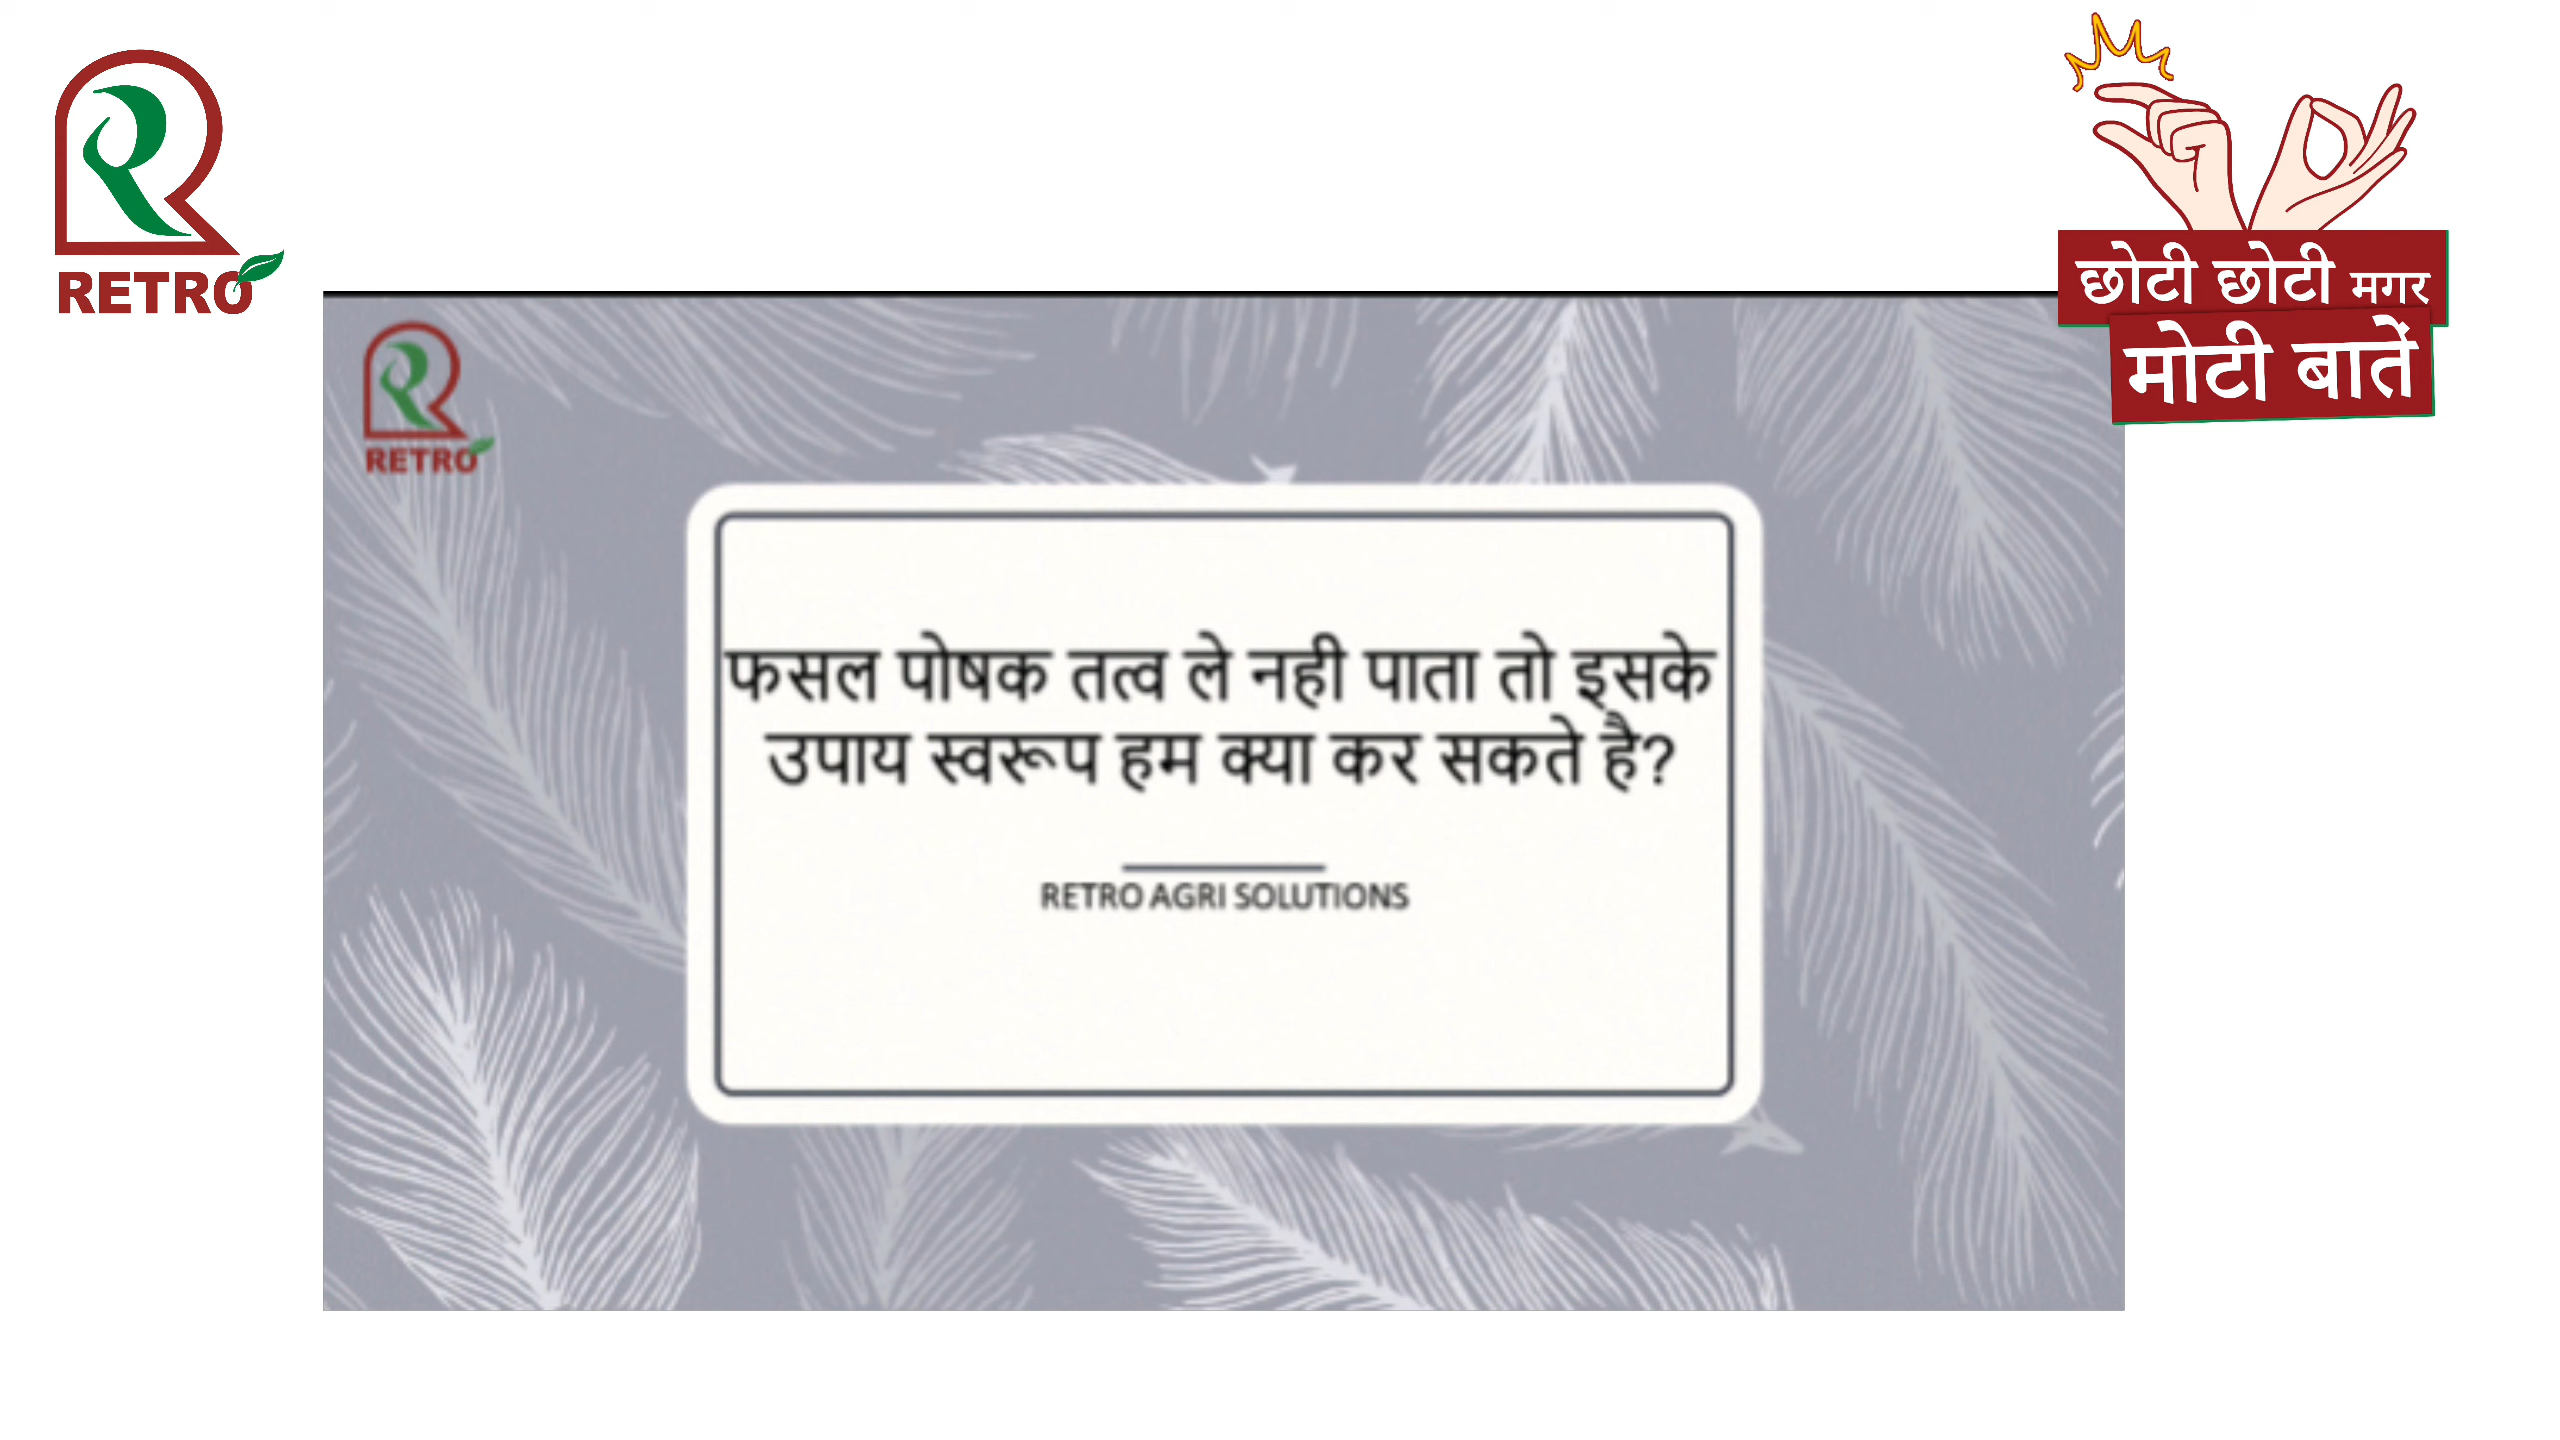 RETRO
छोटी छोटी मगर
मोटी बातें
RETRO
फसल पोषक तत्व ले नही पाता तो इसके
उपाय स्वरूप हम क्या कर सकते है?
RETRO AGRI SOLUTIONS